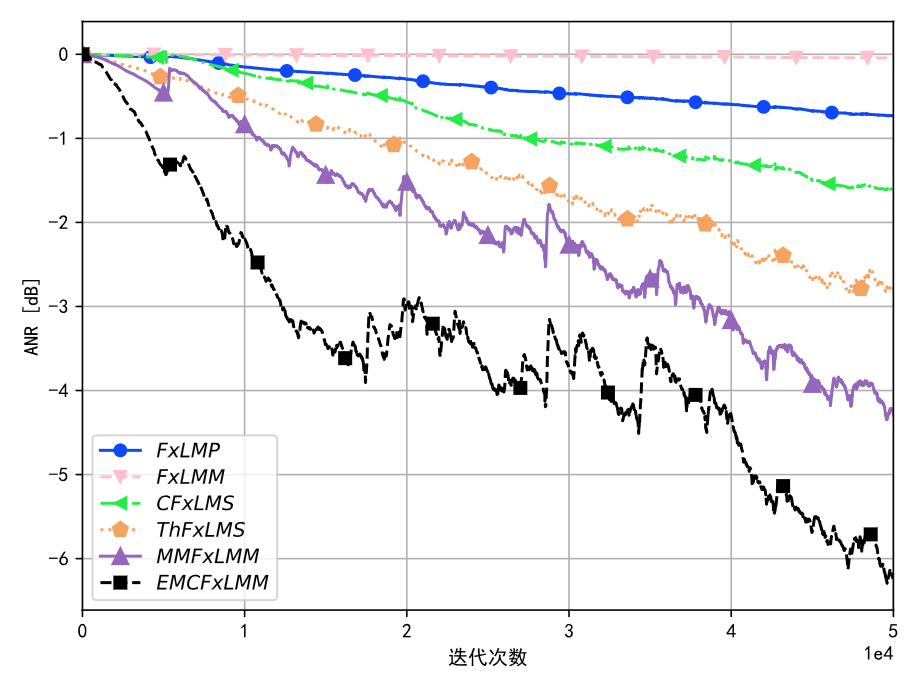 0
−1
−2
−3
−4
−5
−6
ANR [dB]
FxLMP
FxLMM
CFxLMS
ThFxLMS
MMFxLMM
EMCFxLMM
0 1 2 3 4 5
1e4
迭代次数